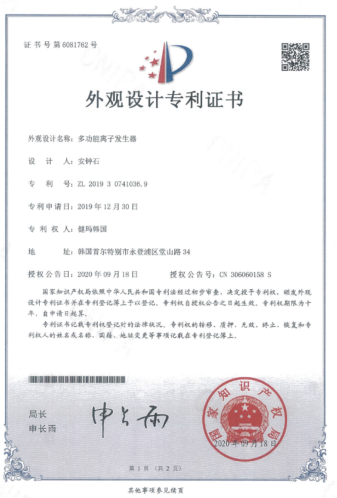 证书号第6081762号
外观设计专利证书
外观设计名称：多功能离子发生器
设 计 人：安钟石
专 利 号：ZL 2019 3 0741036.9
专利申请日：2019年12月30日
专 利 权 人：健玛韩国
地 址：韩国首尔特别市永登浦区堂山路34
授权公告日：2020年09月18日 授权公告号：CN 306060158 S
国家知识产权局依照中华人民共和国专利法经过初步审查，决定授予专利权，颁发外观
设计专利证书并在专利登记簿上予以登记。专利权自授权公告之日起生效。专利权期限为十
年，自申请日起算。
专利证书记载专利权登记时的法律状况。专利权的转移、质押、无效、终止、恢复和专利
权人的姓名或名称、国籍、地址变更等事项记载在专利登记簿上。
局长
申长雨
申长雨
国家知识产权局
2020年09月18日
第1页（共2页）
其他事项参见续页